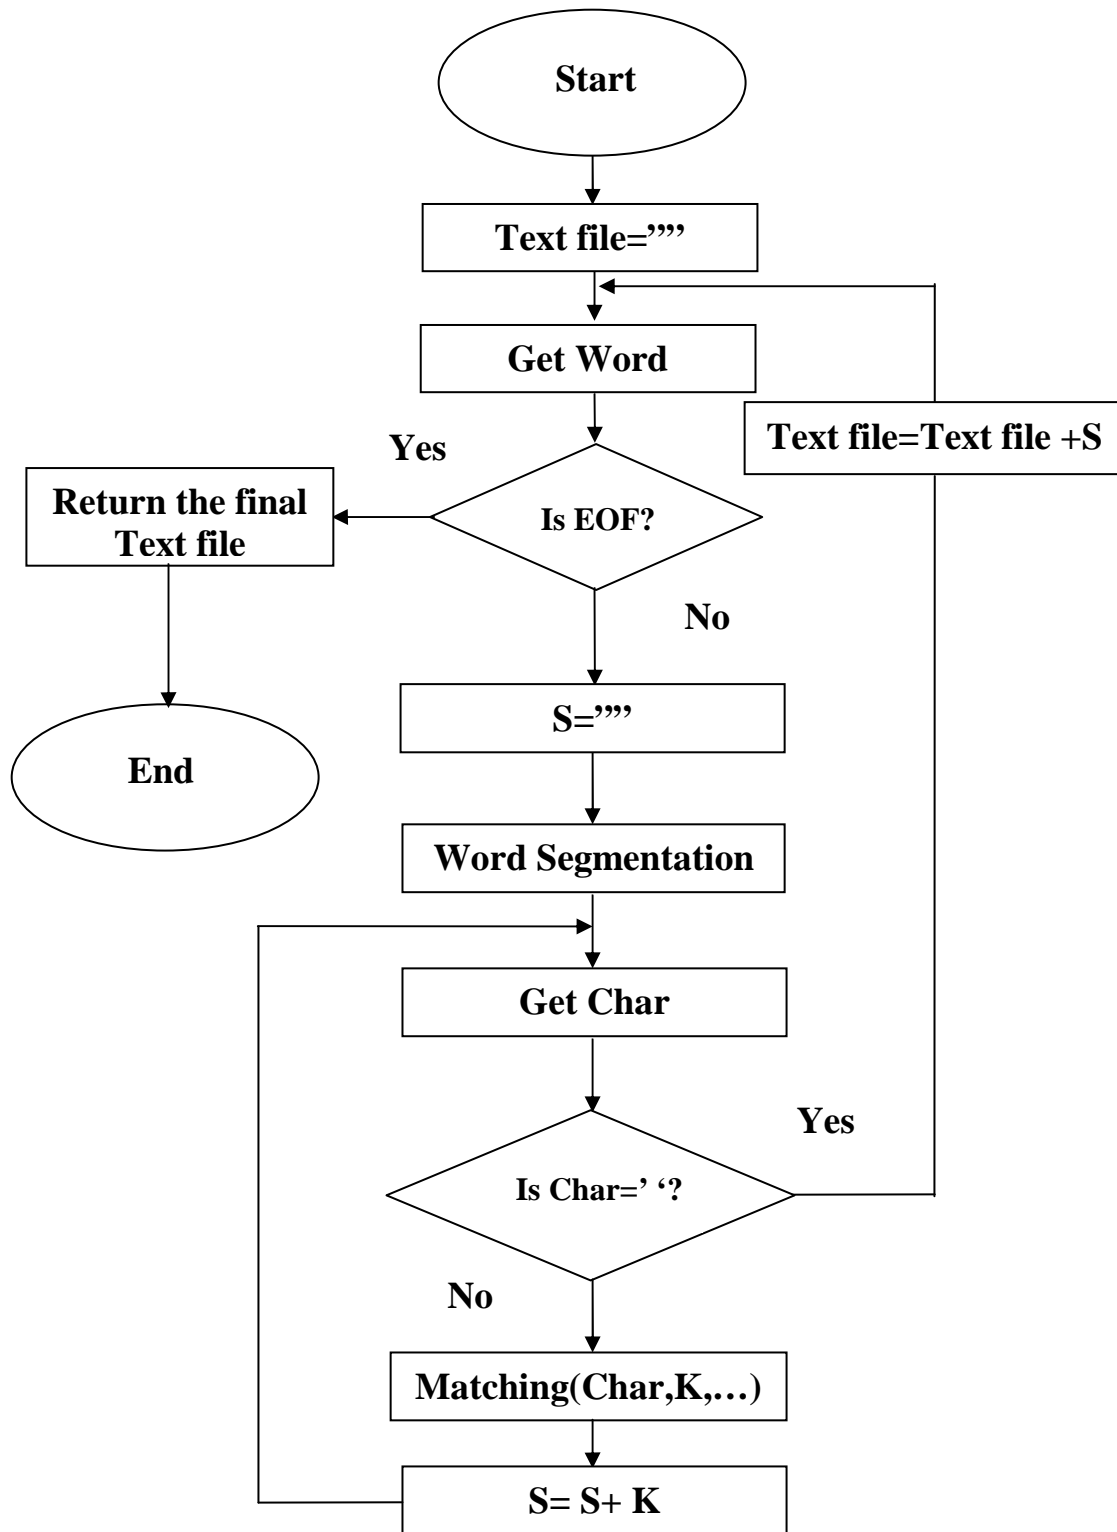 Start
Text file=””
Get Word
Text file=Text file +S
Yes
Return the final
Text file
Is EOF?
No
S=””
End
Word Segmentation
Get Char
Yes
Is Char=’ ‘?
No
Matching(Char,K,…)
S= S+ K